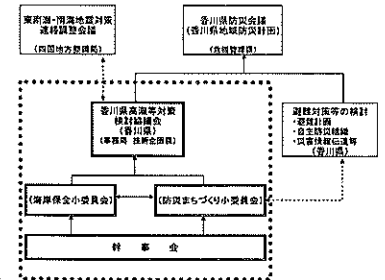 東南海・南海地震対策
連絡調整会議
(四国地方整備局)
香川県防災会議
(香川県地域防災計画)
(危機管理課)
香川県高潮等対策
検討協議会
(香川県)
(事務局 技術企画課)
避難対策等の検討
・避難計画
・自主防災組織
・災害情報伝達等
(香川県)
(海岸保全小委員会)
(防災まちづくり小委員会)
幹事会